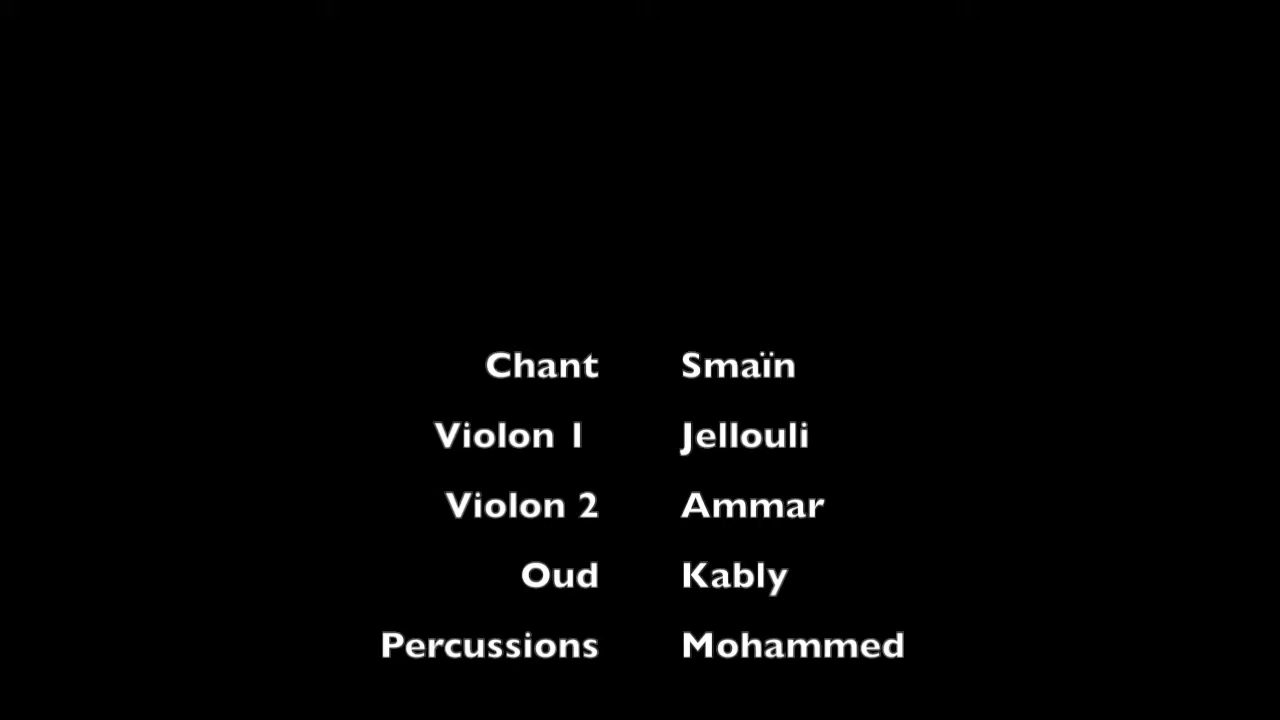 Chant Smaïn
Violon 1 Jellouli
Violon 2 Ammar
Oud Kably
Percussions Mohammed